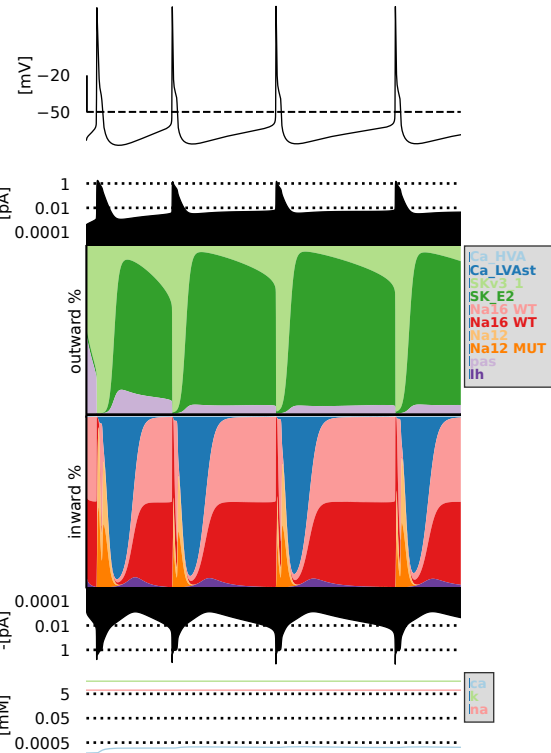 [mV]
−20
−50
[pA]
1
0.01
0.0001
outward %
Ca_HVA
Ca_LVAst
SKv3_1
SK_E2
Na16 WT
Na16 WT
Na12
Na12 MUT
pas
Ih
inward %
-[pA]
0.0001
0.01
1
[mM]
5
0.05
0.0005
ca
k
na